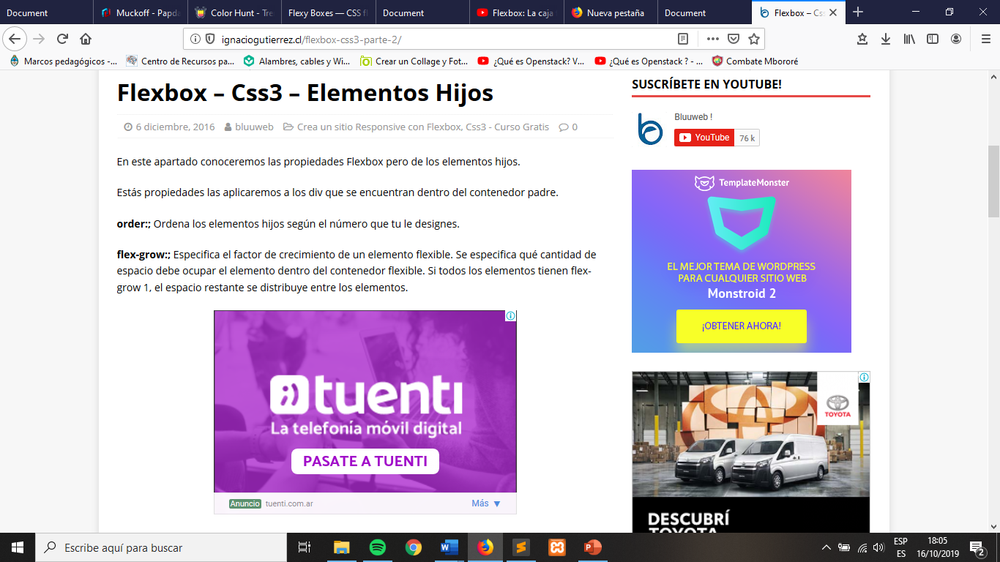 Document
Muckoff - Papda
Color Hunt - Tre
Flexy Boxes — CSS fl
Document
Flexbox: La caja
Nueva pestaña
Document
Flexbox – Css
ignaciogutierrez.cl/flexbox-css3-parte-2/
Marcos pedagógicos -...
Centro de Recursos pa...
Alambres, cables y Wi...
Crear un Collage y Fot...
¿Qué es Openstack? V...
¿Qué es Openstack ? - ...
Combate Mbororé
Flexbox – Css3 – Elementos Hijos
6 diciembre, 2016 bluuweb Crea un sitio Responsive con Flexbox, Css3 - Curso Gratis 0
En este apartado conoceremos las propiedades Flexbox pero de los elementos hijos.
Estás propiedades las aplicaremos a los div que se encuentran dentro del contenedor padre.
order:; Ordena los elementos hijos según el número que tu le designes.
flex-grow:; Especifica el factor de crecimiento de un elemento flexible. Se especifica qué cantidad de
espacio debe ocupar el elemento dentro del contenedor flexible. Si todos los elementos tienen flex-
grow 1, el espacio restante se distribuye entre los elementos.
tuenti
La telefonía móvil digital
PASATE A TUENTI
Anuncio tuenti.com.ar Más
SUSCRÍBETE EN YOUTUBE!
Bluuweb !
YouTube 76 k
TemplateMonster
EL MEJOR TEMA DE WORDPRESS
PARA CUALQUIER SITIO WEB
Monstroid 2
¡OBTENER AHORA!
TOYOTA
DESCUBRÍ
TOYOTA
Escribe aquí para buscar
ESP
ES
18:05
16/10/2019
2